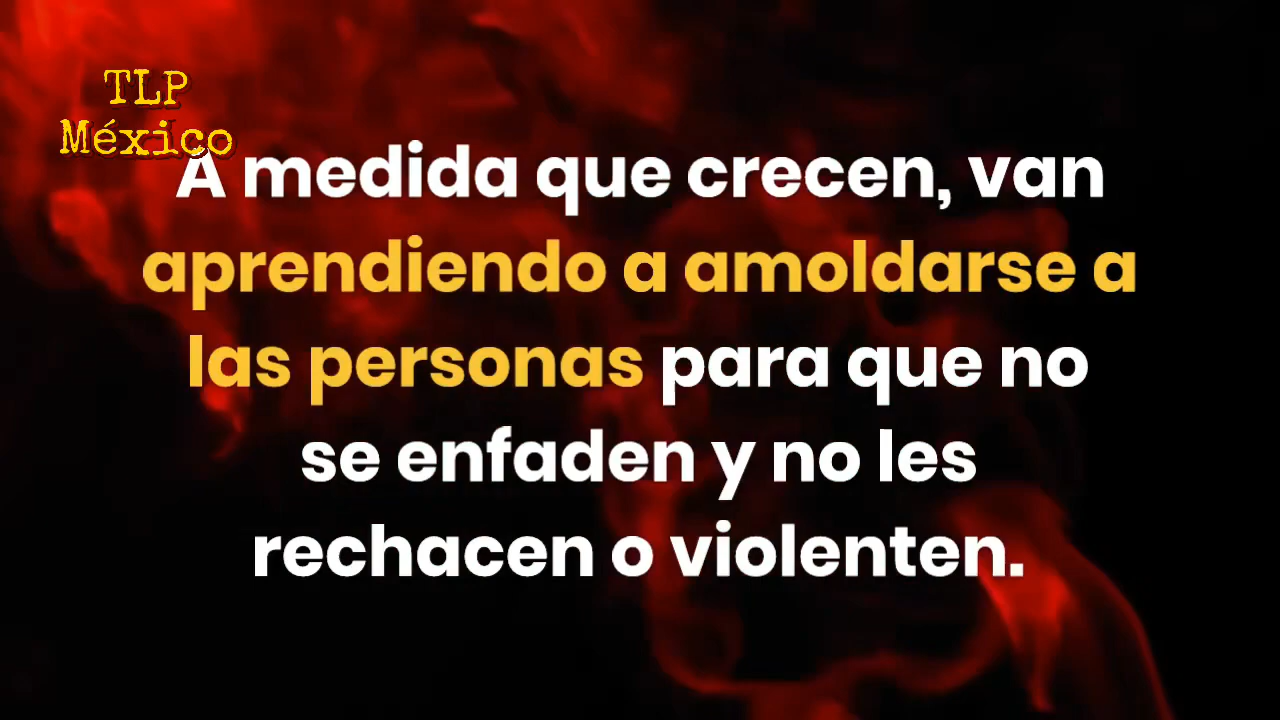 TLP
México
A medida que crecen, van
aprendiendo a amoldarse a
las personas para que no
se enfaden y no les
rechacen o violenten.